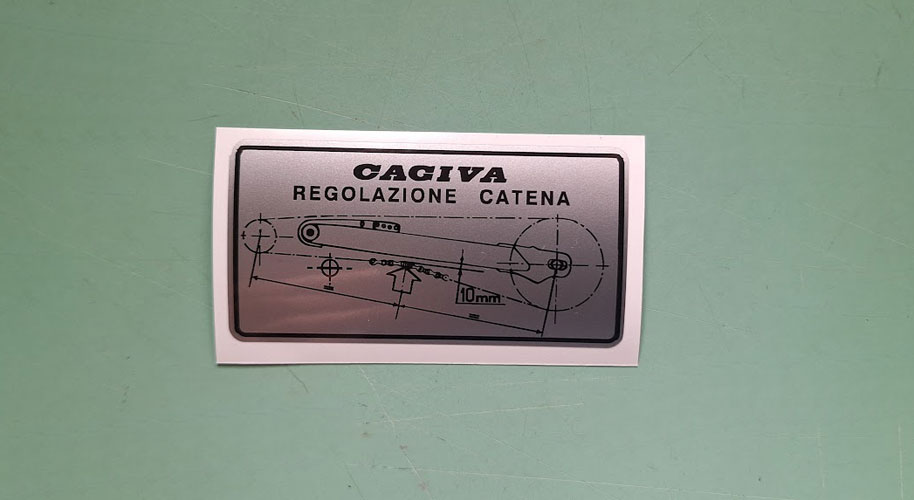 CAGIVA
REGOLAZIONE CATENA
10mm